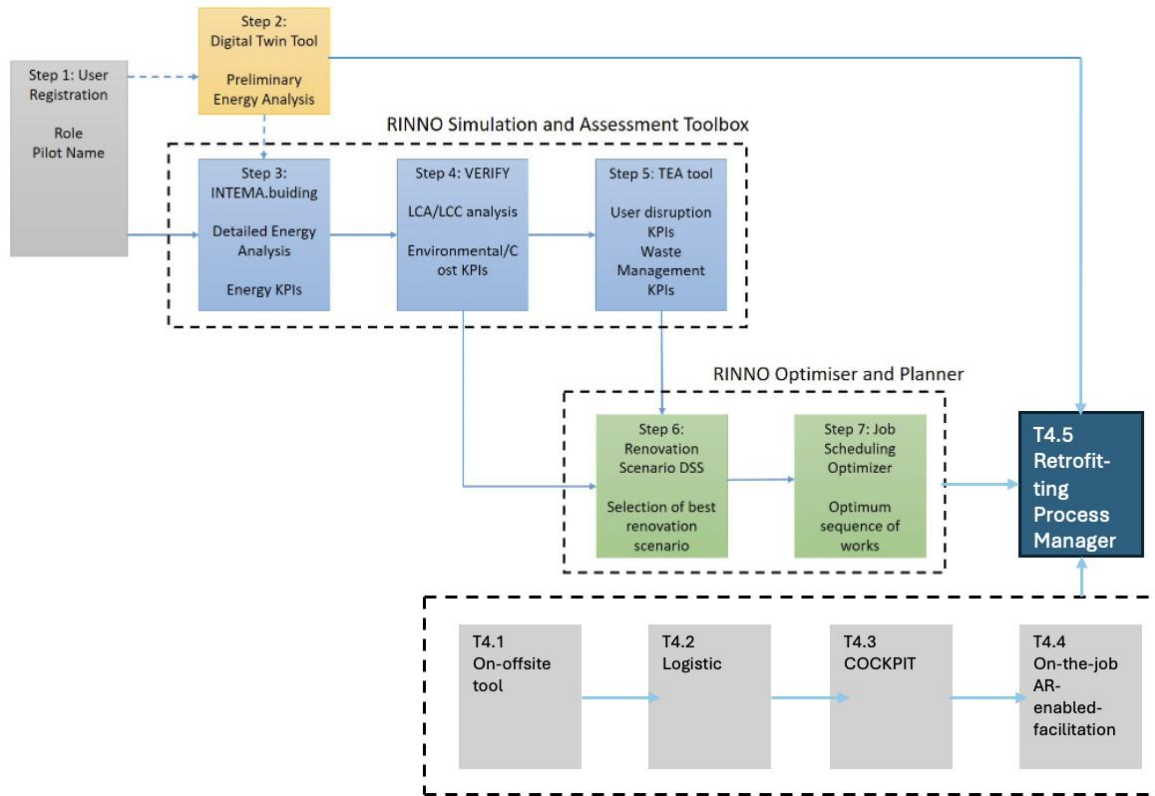 Step 2:
Digital Twin Tool
Preliminary
Energy Analysis
Step 1: User
Registration
Role
Pilot Name
RINNO Simulation and Assessment Toolbox
Step 3:
INTEMA.buiding
Detailed Energy
Analysis
Energy KPIs
Step 4: VERIFY
LCA/LCC analysis
Environmental/C
ost KPIs
Step 5: TEA tool
User disruption
KPIs
Waste
Management
KPIs
RINNO Optimiser and Planner
Step 6:
Renovation
Scenario DSS
Selection of best
renovation
scenario
Step 7: Job
Scheduling
Optimizer
Optimum
sequence of
works
T4.5
Retrofit-
ting
Process
Manager
T4.1
On-offsite
tool
T4.2
Logistic
T4.3
COCKPIT
T4.4
On-the-job
AR-
enabled-
facilitation